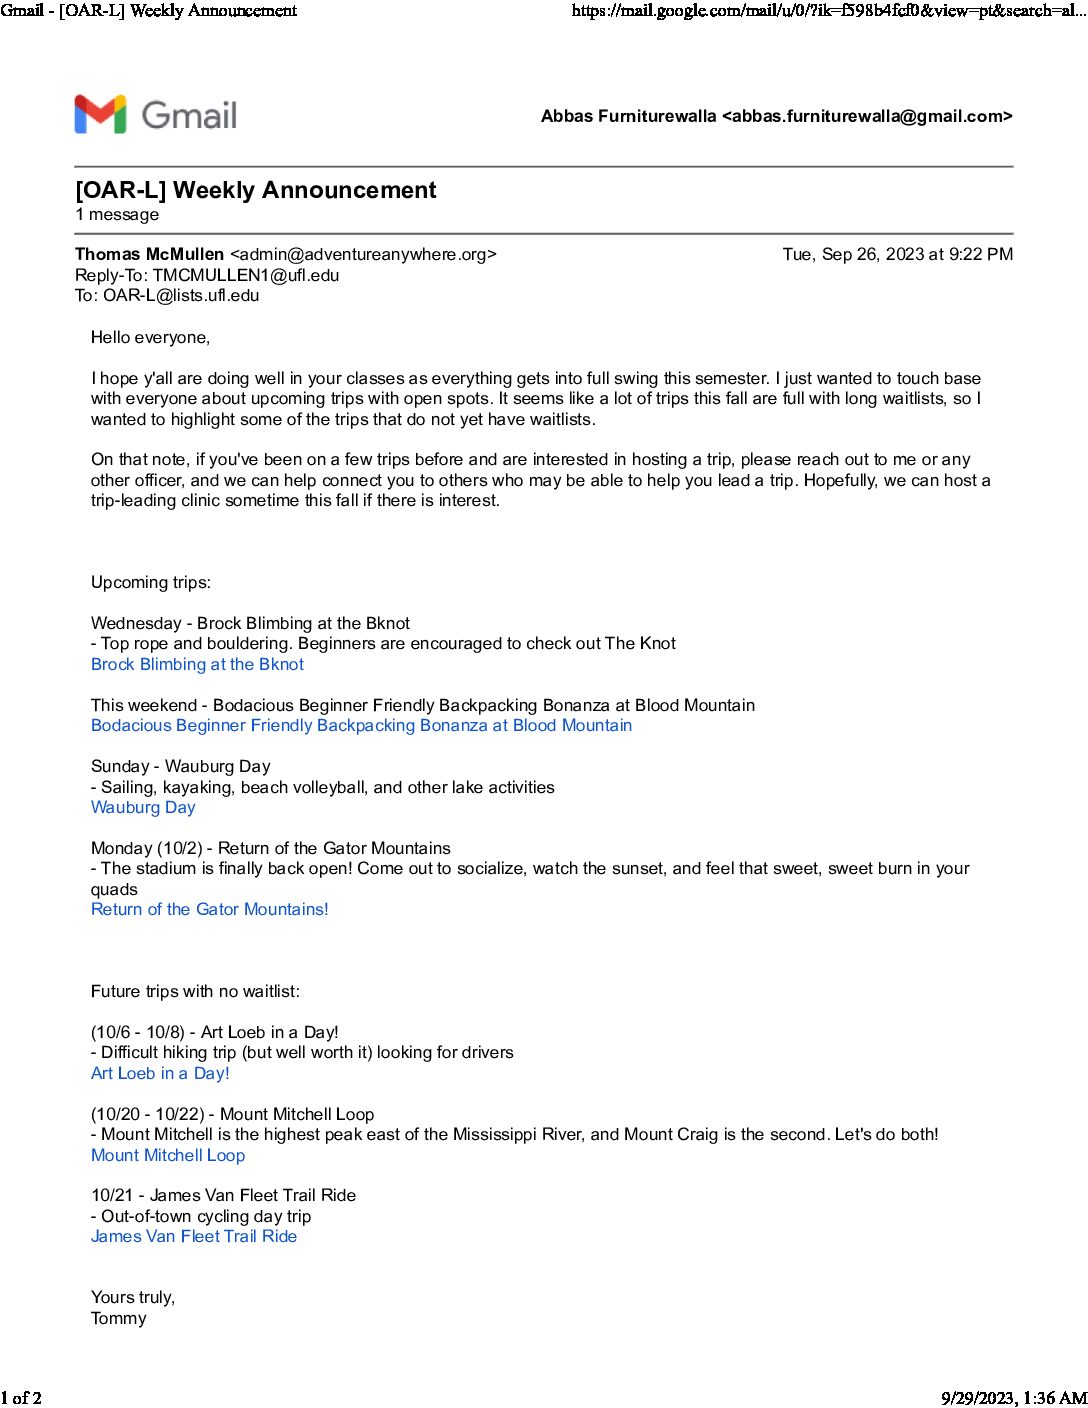 Gmail - [OAR-L] Weekly Announcement
https://mail.google.com/mail/u/0/?ik=f598b4fcf0&view=pt&search=al...
Gmail
Abbas Furniturewalla <abbas.furniturewalla@gmail.com>
[OAR-L] Weekly Announcement
1 message
Thomas McMullen <admin@adventureanywhere.org>
Tue, Sep 26, 2023 at 9:22 PM
Reply-To: TMCMULLEN1@ufl.edu
To: OAR-L@lists.ufl.edu
Hello everyone,
I hope y'all are doing well in your classes as everything gets into full swing this semester. I just wanted to touch base
with everyone about upcoming trips with open spots. It seems like a lot of trips this fall are full with long waitlists, so I
wanted to highlight some of the trips that do not yet have waitlists.
On that note, if you've been on a few trips before and are interested in hosting a trip, please reach out to me or any
other officer, and we can help connect you to others who may be able to help you lead a trip. Hopefully, we can host a
trip-leading clinic sometime this fall if there is interest.
Upcoming trips:
Wednesday - Brock Blimbing at the Bknot
- Top rope and bouldering. Beginners are encouraged to check out The Knot
Brock Blimbing at the Bknot
This weekend - Bodacious Beginner Friendly Backpacking Bonanza at Blood Mountain
Bodacious Beginner Friendly Backpacking Bonanza at Blood Mountain
Sunday - Wauburg Day
- Sailing, kayaking, beach volleyball, and other lake activities
Wauburg Day
Monday (10/2) - Return of the Gator Mountains
- The stadium is finally back open! Come out to socialize, watch the sunset, and feel that sweet, sweet burn in your
quads
Return of the Gator Mountains!
Future trips with no waitlist:
(10/6 - 10/8) - Art Loeb in a Day!
- Difficult hiking trip (but well worth it) looking for drivers
Art Loeb in a Day!
(10/20 - 10/22) - Mount Mitchell Loop
- Mount Mitchell is the highest peak east of the Mississippi River, and Mount Craig is the second. Let's do both!
Mount Mitchell Loop
10/21 - James Van Fleet Trail Ride
- Out-of-town cycling day trip
James Van Fleet Trail Ride
Yours truly,
Tommy
1 of 2
9/29/2023, 1:36 AM